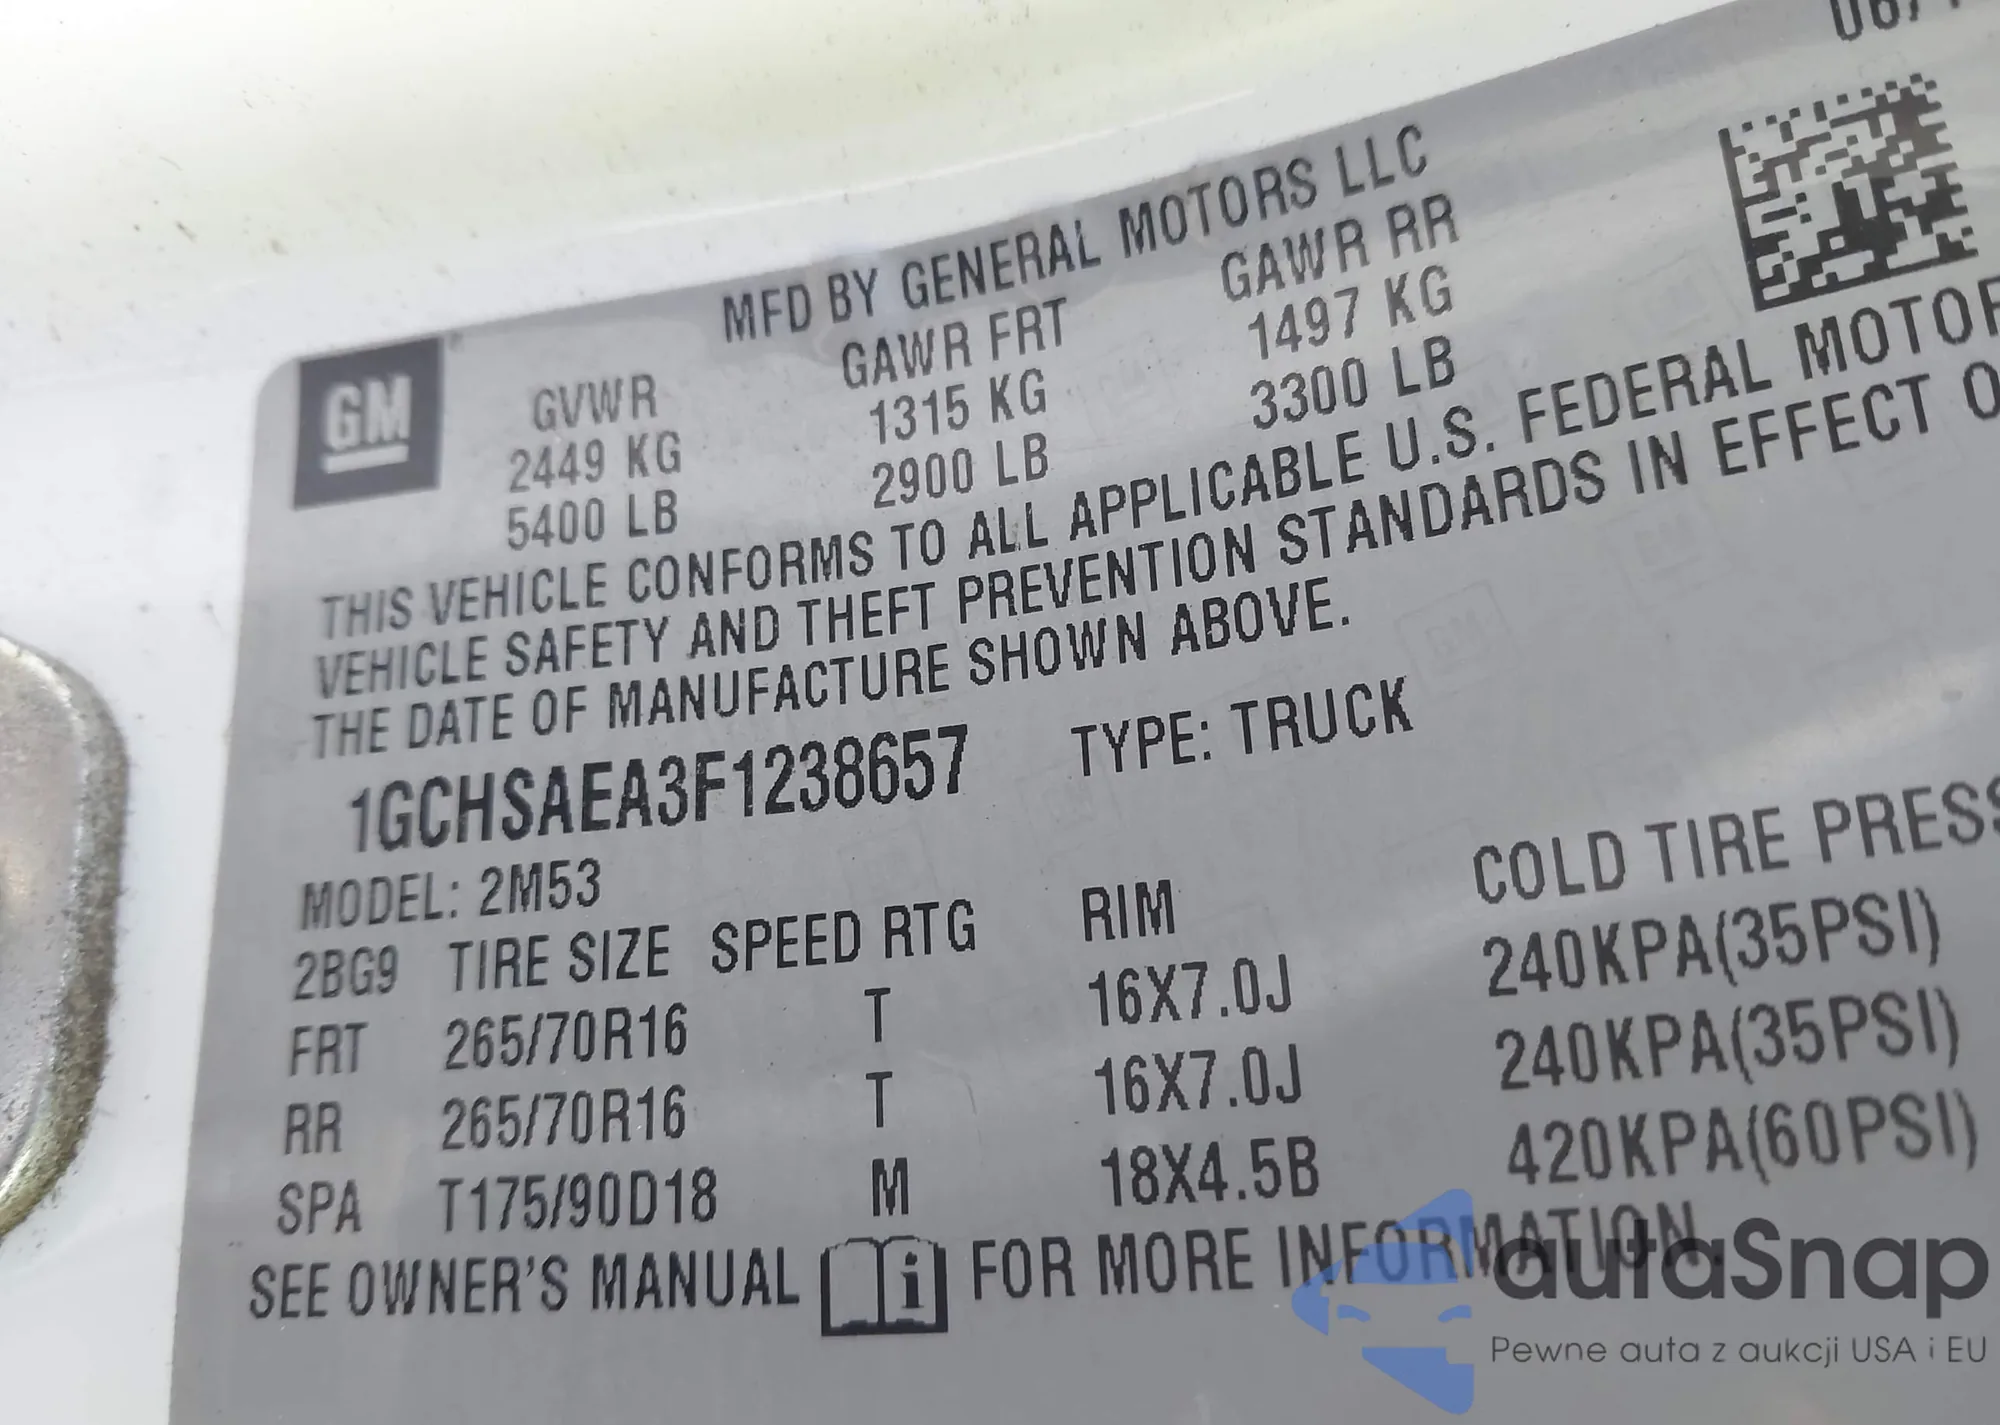 06/1
MFD BY GENERAL MOTORS LLC
GM
GVWR GAWR FRT GAWR RR
2449 KG 1315 KG 1497 KG
5400 LB 2900 LB 3300 LB
THIS VEHICLE CONFORMS TO ALL APPLICABLE U.S. FEDERAL MOTOR
VEHICLE SAFETY AND THEFT PREVENTION STANDARDS IN EFFECT O
THE DATE OF MANUFACTURE SHOWN ABOVE.
1GCHSAEA3F1238657 TYPE: TRUCK
MODEL: 2M53
2BG9 TIRE SIZE SPEED RTG RIM COLD TIRE PRESS
FRT 265/70R16 T 16X7.0J 240KPA(35PSI)
RR 265/70R16 T 16X7.0J 240KPA(35PSI)
SPA T175/90D18 M 18X4.5B 420KPA(60PSI)
SEE OWNER'S MANUAL i FOR MORE INFORMATION.
autaSnap
Pewne auta z aukcji USA i EU